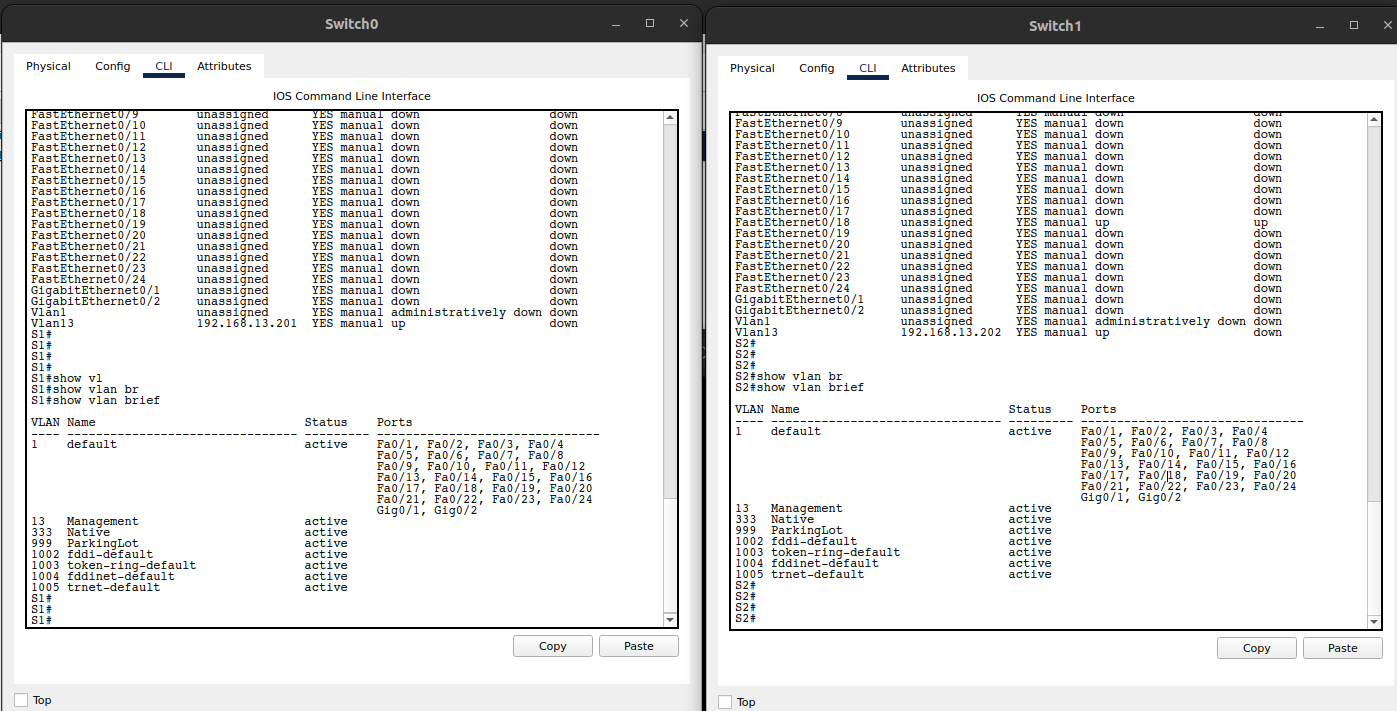 Switch0
Physical Config CLI Attributes
IOS Command Line Interface
FastEthernet0/9 unassigned YES manual down down
FastEthernet0/10 unassigned YES manual down down
FastEthernet0/11 unassigned YES manual down down
FastEthernet0/12 unassigned YES manual down down
FastEthernet0/13 unassigned YES manual down down
FastEthernet0/14 unassigned YES manual down down
FastEthernet0/15 unassigned YES manual down down
FastEthernet0/16 unassigned YES manual down down
FastEthernet0/17 unassigned YES manual down down
FastEthernet0/18 unassigned YES manual down down
FastEthernet0/19 unassigned YES manual down down
FastEthernet0/20 unassigned YES manual down down
FastEthernet0/21 unassigned YES manual down down
FastEthernet0/22 unassigned YES manual down down
FastEthernet0/23 unassigned YES manual down down
FastEthernet0/24 unassigned YES manual down down
GigabitEthernet0/1 unassigned YES manual down down
GigabitEthernet0/2 unassigned YES manual down down
Vlan1 unassigned YES manual administratively down down
Vlan13 192.168.13.201 YES manual up down
S1#
S1#
S1#
S1#
S1#show vl
S1#show vlan br
S1#show vlan brief
VLAN Name Status Ports
---- -------------------------------- --------- -------------------------------
1 default active Fa0/1, Fa0/2, Fa0/3, Fa0/4
Fa0/5, Fa0/6, Fa0/7, Fa0/8
Fa0/9, Fa0/10, Fa0/11, Fa0/12
Fa0/13, Fa0/14, Fa0/15, Fa0/16
Fa0/17, Fa0/18, Fa0/19, Fa0/20
Fa0/21, Fa0/22, Fa0/23, Fa0/24
Gig0/1, Gig0/2
13 Management active
333 Native active
999 ParkingLot active
1002 fddi-default active
1003 token-ring-default active
1004 fddinet-default active
1005 trnet-default active
S1#
S1#
S1#
Copy Paste
Top
Switch1
Physical Config CLI Attributes
IOS Command Line Interface
FastEthernet0/9 unassigned YES manual down down
FastEthernet0/10 unassigned YES manual down down
FastEthernet0/11 unassigned YES manual down down
FastEthernet0/12 unassigned YES manual down down
FastEthernet0/13 unassigned YES manual down down
FastEthernet0/14 unassigned YES manual down down
FastEthernet0/15 unassigned YES manual down down
FastEthernet0/16 unassigned YES manual down down
FastEthernet0/17 unassigned YES manual down down
FastEthernet0/18 unassigned YES manual up up
FastEthernet0/19 unassigned YES manual down down
FastEthernet0/20 unassigned YES manual down down
FastEthernet0/21 unassigned YES manual down down
FastEthernet0/22 unassigned YES manual down down
FastEthernet0/23 unassigned YES manual down down
FastEthernet0/24 unassigned YES manual down down
GigabitEthernet0/1 unassigned YES manual down down
GigabitEthernet0/2 unassigned YES manual down down
Vlan1 unassigned YES manual administratively down down
Vlan13 192.168.13.202 YES manual up down
S2#
S2#
S2#
S2#show vlan br
S2#show vlan brief
VLAN Name Status Ports
---- -------------------------------- --------- -------------------------------
1 default active Fa0/1, Fa0/2, Fa0/3, Fa0/4
Fa0/5, Fa0/6, Fa0/7, Fa0/8
Fa0/9, Fa0/10, Fa0/11, Fa0/12
Fa0/13, Fa0/14, Fa0/15, Fa0/16
Fa0/17, Fa0/18, Fa0/19, Fa0/20
Fa0/21, Fa0/22, Fa0/23, Fa0/24
Gig0/1, Gig0/2
13 Management active
333 Native active
999 ParkingLot active
1002 fddi-default active
1003 token-ring-default active
1004 fddinet-default active
1005 trnet-default active
S2#
S2#
S2#
S2#
Copy Paste
Top